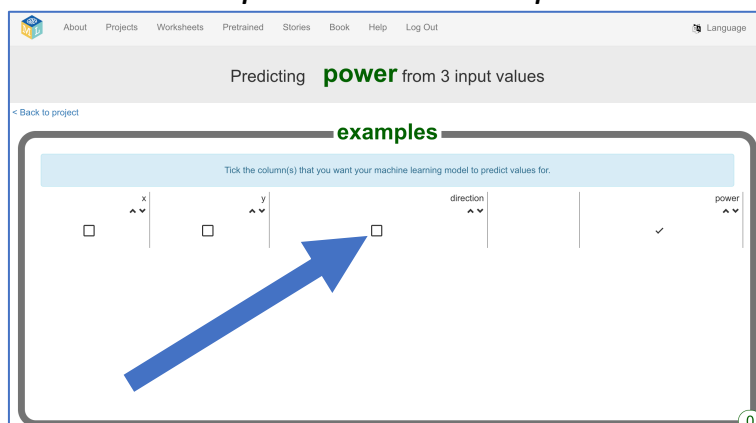 About Projects Worksheets Pretrained Stories Book Help Log Out Language
Predicting power from 3 input values
< Back to project
examples
Tick the column(s) that you want your machine learning model to predict values for.
x y direction power
0